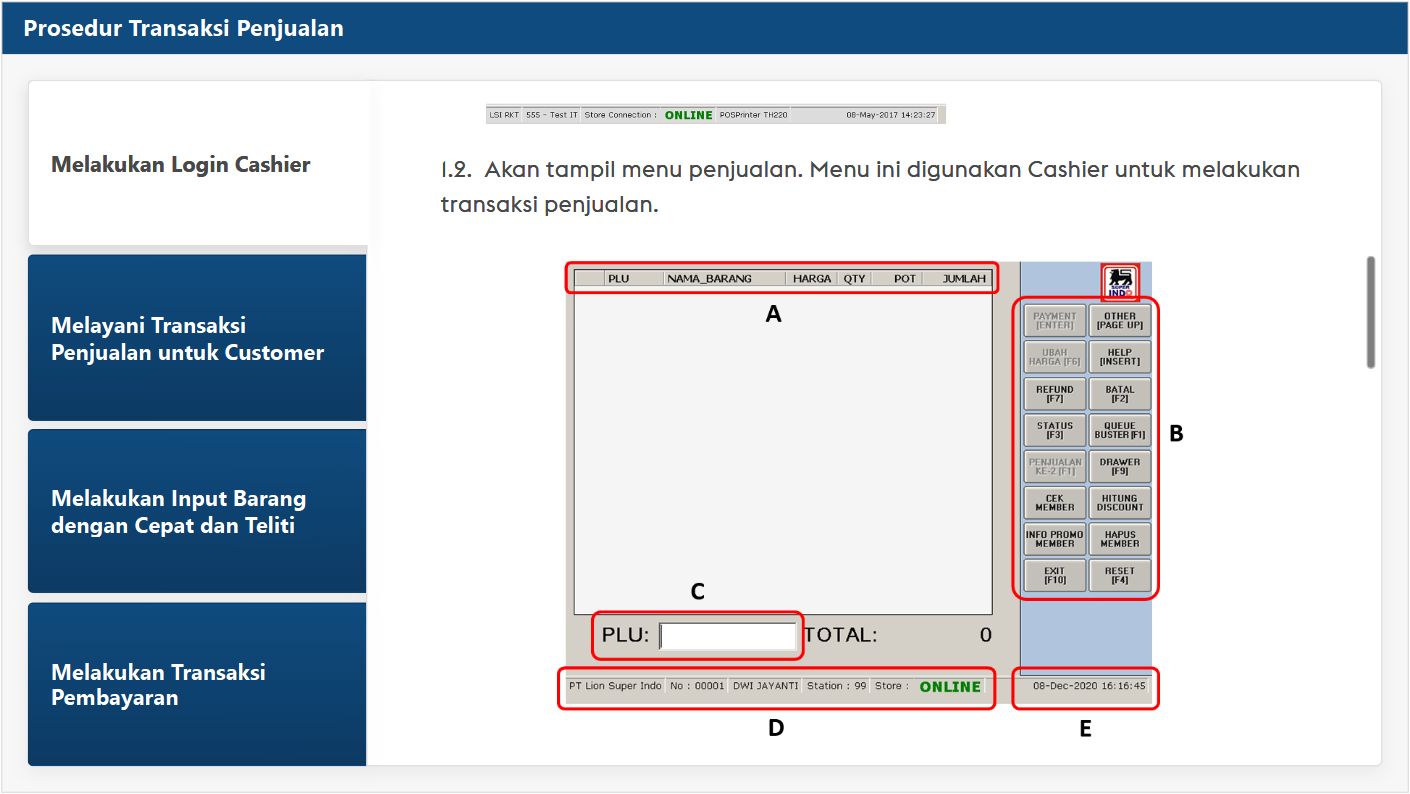 Prosedur Transaksi Penjualan
Melakukan Login Cashier
Melayani Transaksi
Penjualan untuk Customer
Melakukan Input Barang
dengan Cepat dan Teliti
Melakukan Transaksi
Pembayaran
LSI RKT 555 - Test IT Store Connection : ONLINE POSPrinter TH220 08-May-2017 14:23:27
1.2. Akan tampil menu penjualan. Menu ini digunakan Cashier untuk melakukan
transaksi penjualan.
PLU NAMA_BARANG HARGA QTY POT JUMLAH
A
SUPER
INDO
PAYMENT
[ENTER]
OTHER
[PAGE UP]
UBAH
HARGA [F6]
HELP
[INSERT]
REFUND
[F7]
BATAL
[F2]
STATUS
[F3]
QUEUE
BUSTER [F1]
B
PENJUALAN
KE-2 [F1]
DRAWER
[F9]
CEK
MEMBER
HITUNG
DISCOUNT
INFO PROMO
MEMBER
HAPUS
MEMBER
EXIT
[F10]
RESET
[F4]
C
PLU: TOTAL: 0
PT Lion Super Indo No : 00001 DWI JAYANTI Station : 99 Store : ONLINE 08-Dec-2020 16:16:45
D
E